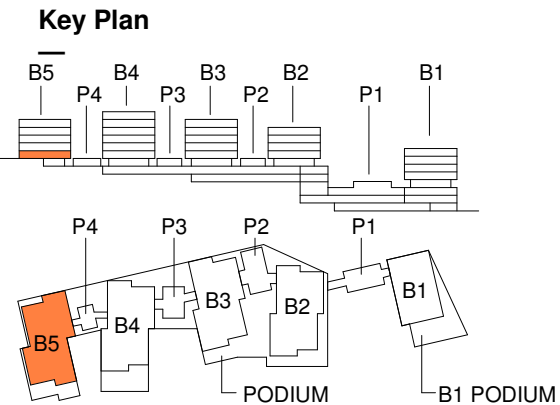 Key Plan
B5 B4 B3 B2 B1
P4 P3 P2 P1
P4 P3 P2 P1
B5 B4 B3 B2 B1
PODIUM B1 PODIUM